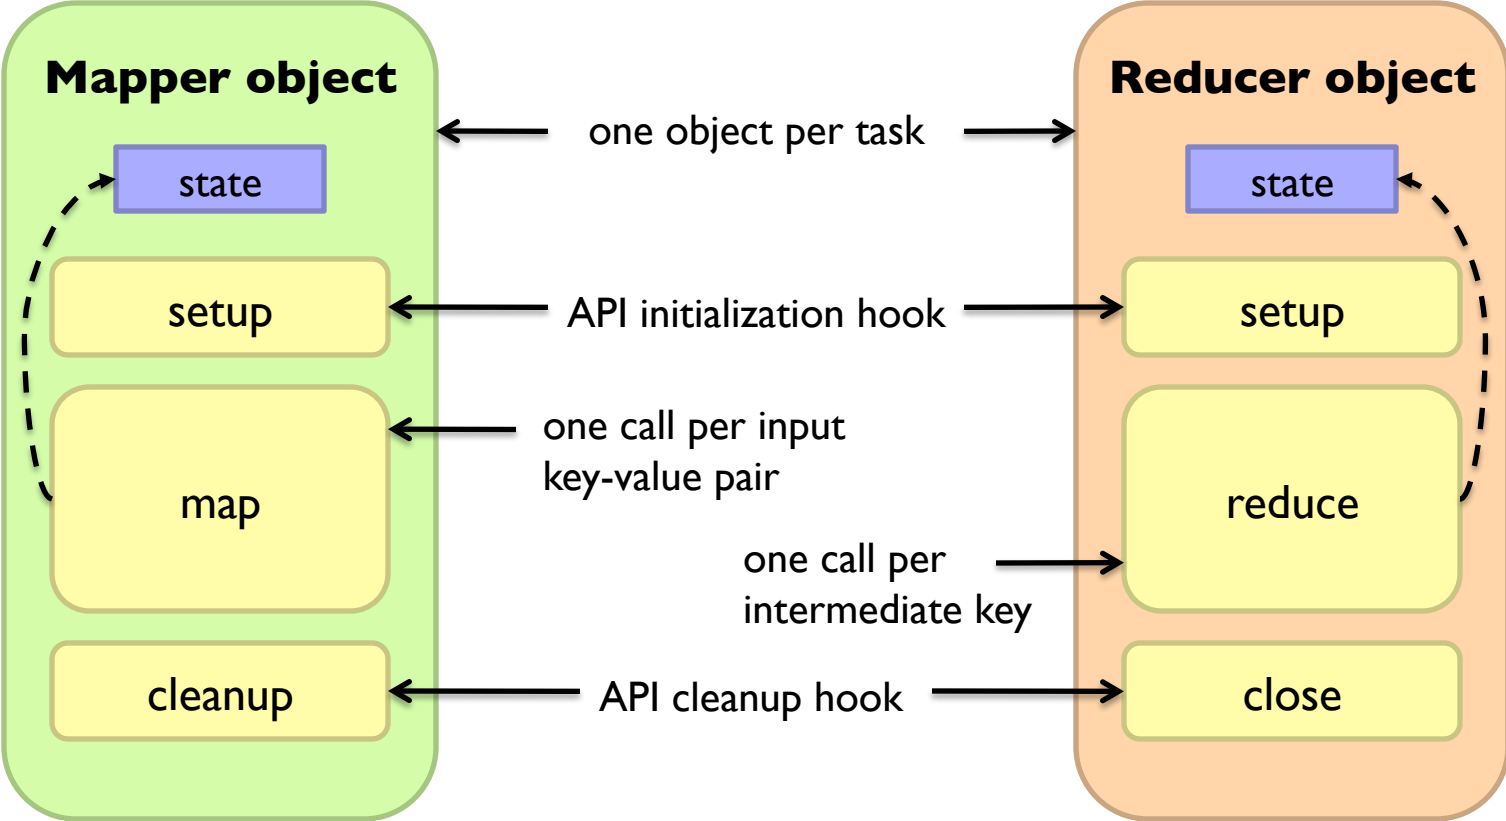 Mapper object
state
setup
map
cleanup
one object per task
API initialization hook
one call per input
key-value pair
one call per
intermediate key
API cleanup hook
Reducer object
state
setup
reduce
close